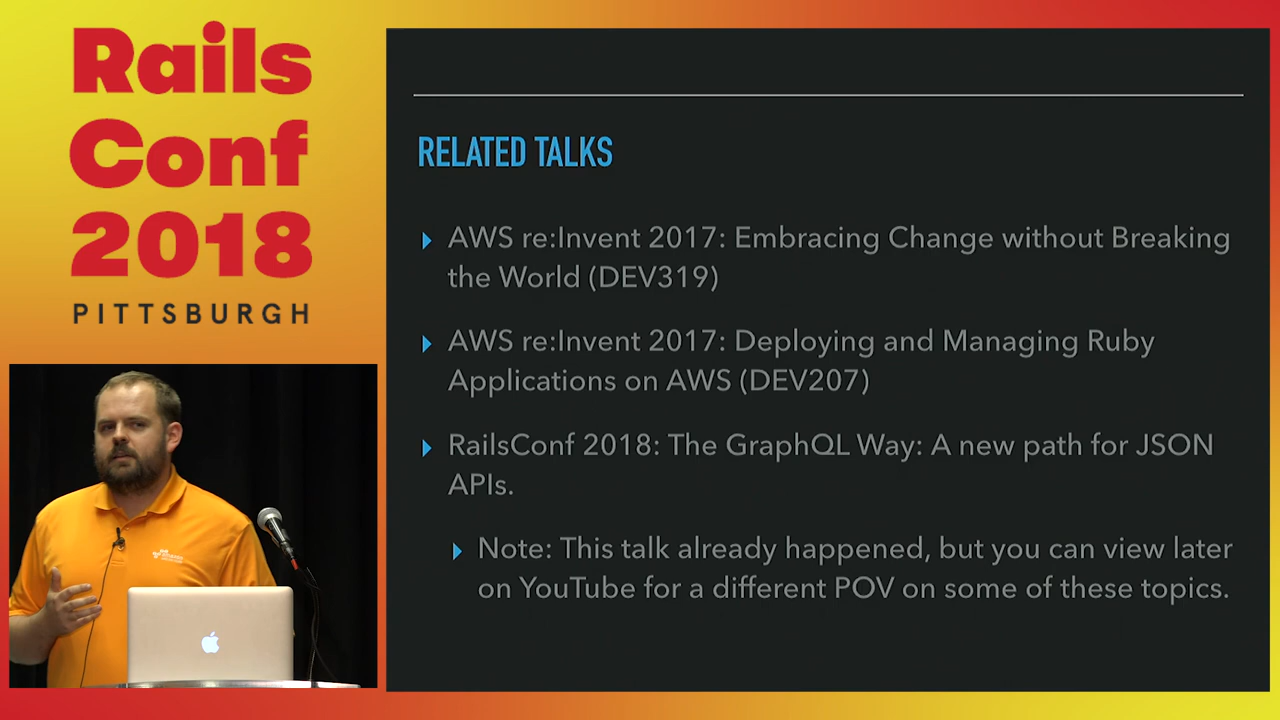 Rails
Conf
2018
PITTSBURGH
RELATED TALKS
AWS re:Invent 2017: Embracing Change without Breaking
the World (DEV319)
AWS re:Invent 2017: Deploying and Managing Ruby
Applications on AWS (DEV207)
RailsConf 2018: The GraphQL Way: A new path for JSON
APIs.
Note: This talk already happened, but you can view later
on YouTube for a different POV on some of these topics.